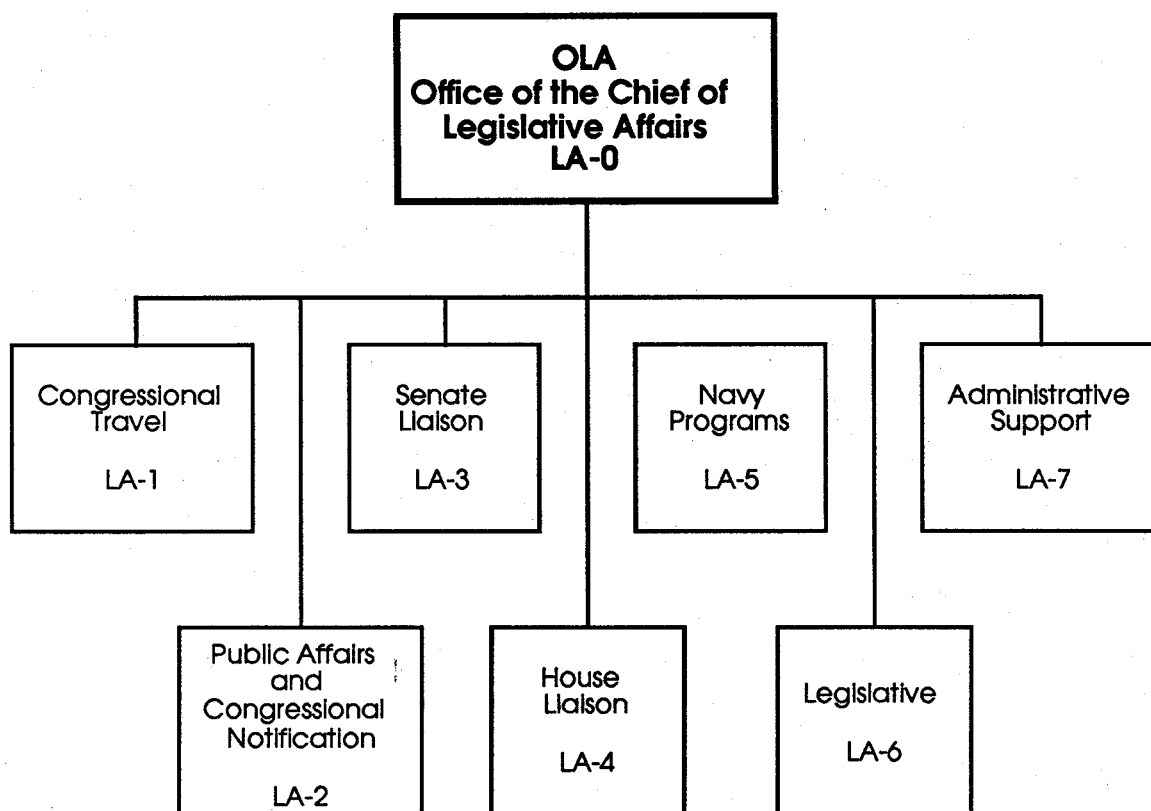 OLA
Office of the Chief of
Legislative Affairs
LA-0
Congressional
Travel
LA-1
Senate
Liaison
LA-3
Navy
Programs
LA-5
Administrative
Support
LA-7
Public Affairs
and
Congressional
Notification
LA-2
House
Liaison
LA-4
Legislative
LA-6